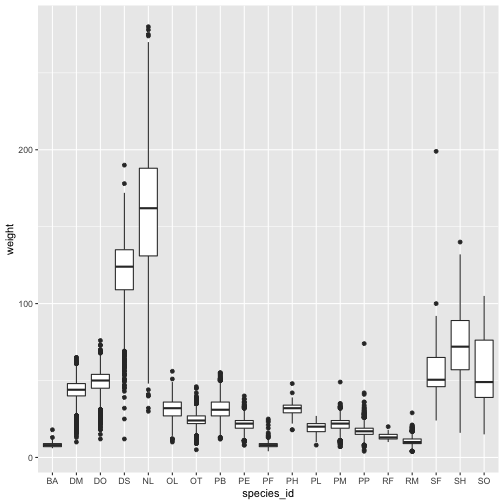 weight
200
100
0
BA DM DO DS NL OL OT PB PE PF PH PL PM PP RF RM SF SH SO
species_id